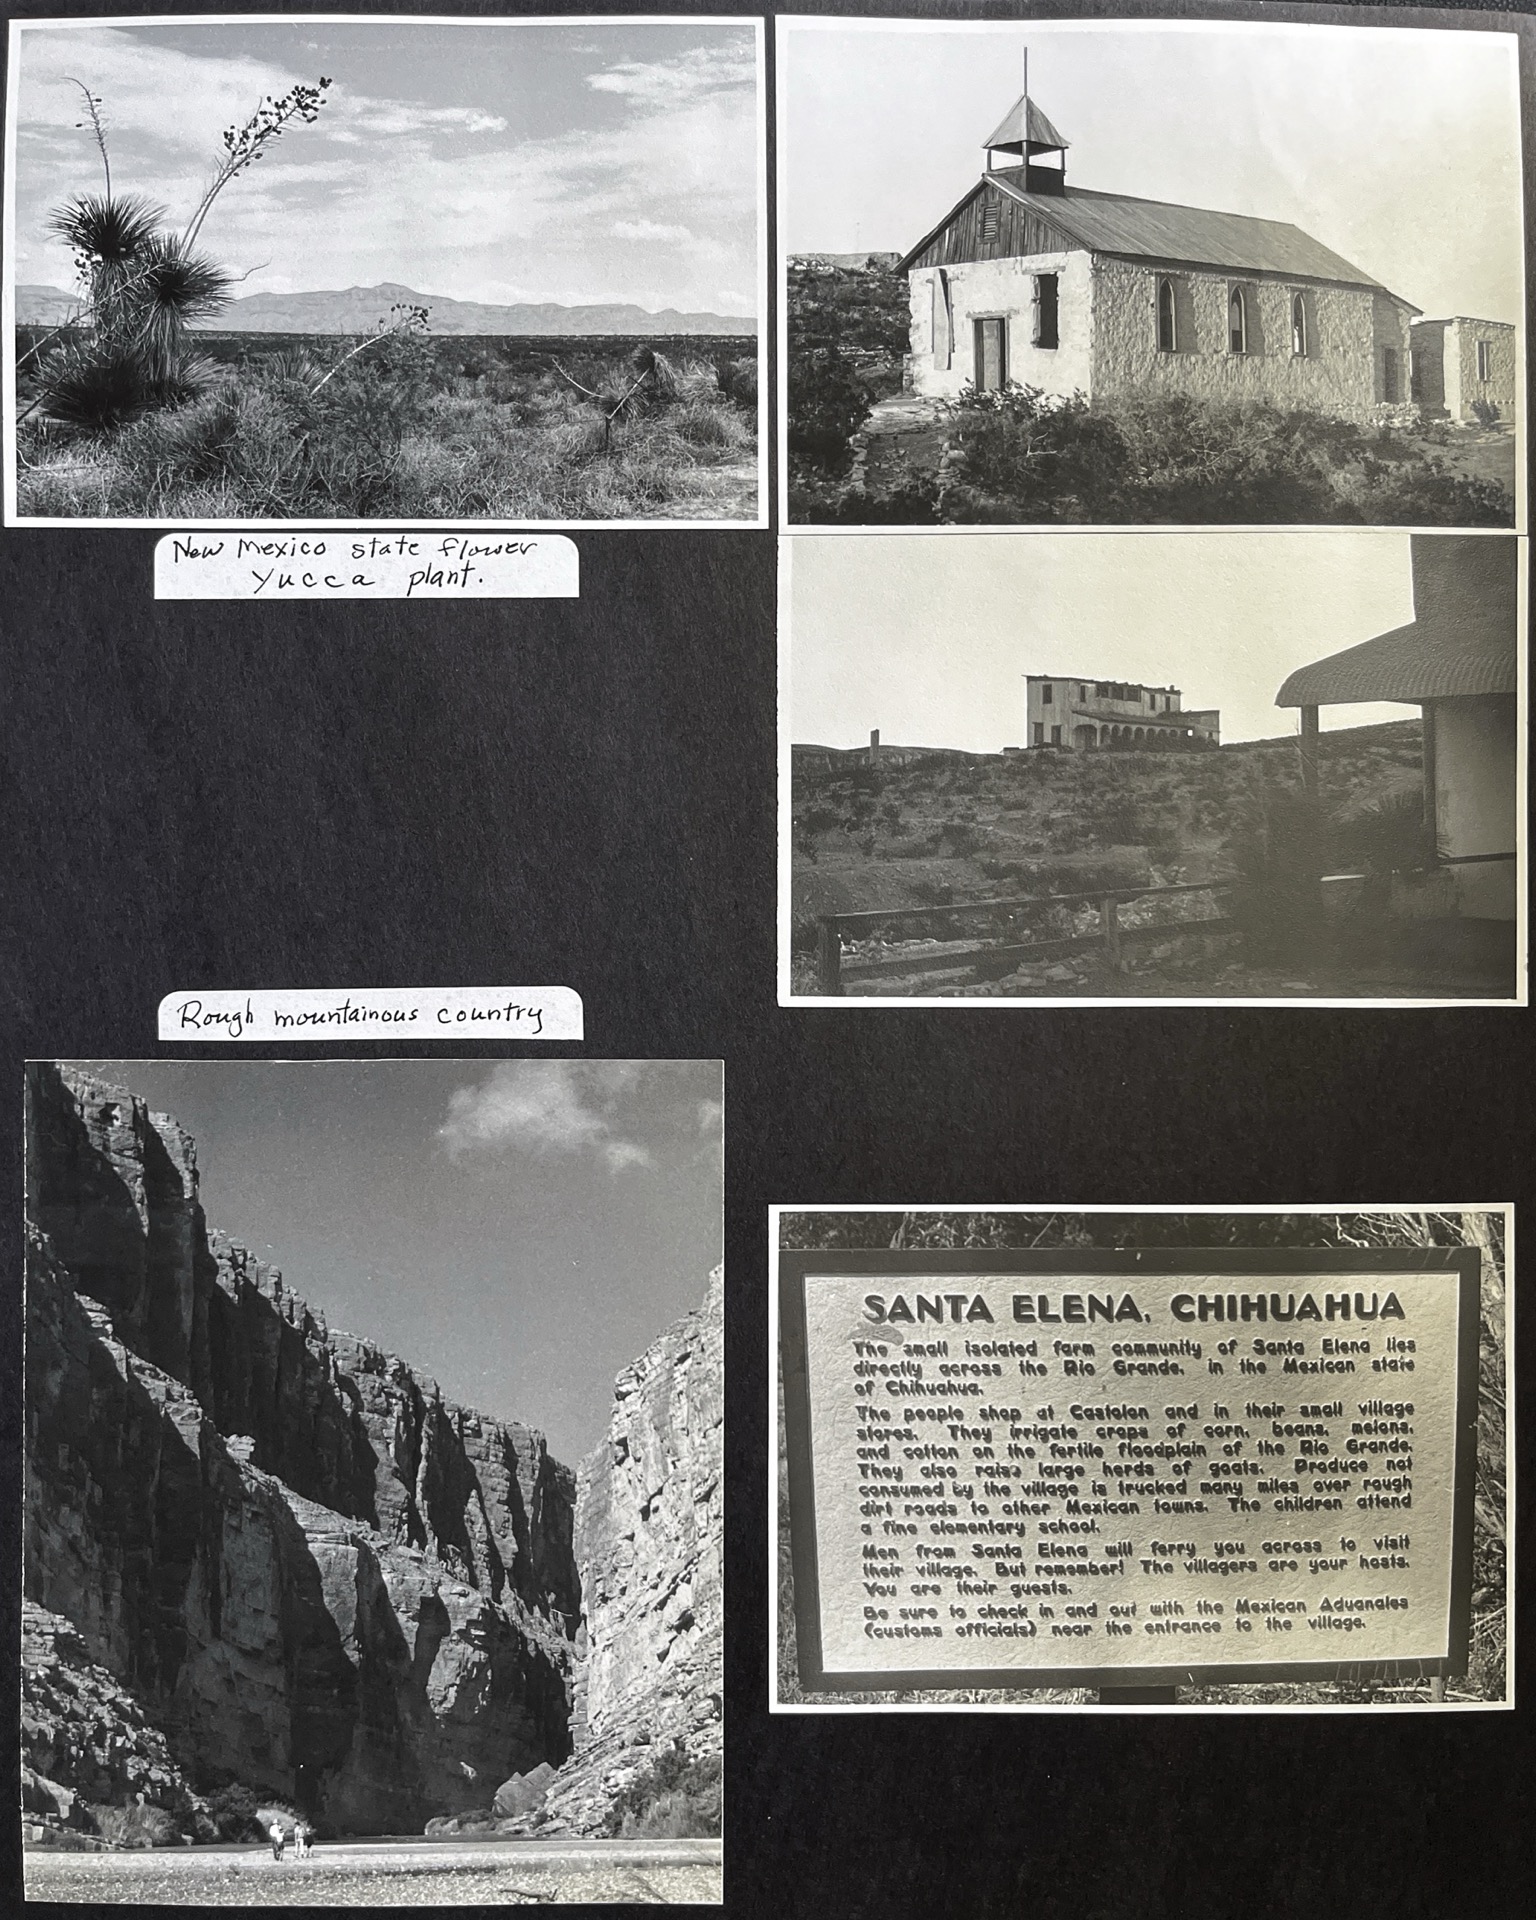 New Mexico state flower
Yucca plant.
Rough mountainous country
SANTA ELENA, CHIHUAHUA
The small isolated farm community of Santa Elena lies
directly across the Rio Grande, in the Mexican state
of Chihuahua.
The people shop at Castolon and in their small village
stores. They irrigate crops of corn, beans, melons,
and cotton on the fertile floodplain of the Rio Grande.
They also raise large herds of goats. Produce not
consumed by the village is trucked many miles over rough
dirt roads to other Mexican towns. The children attend
a fine elementary school.
Men from Santa Elena will ferry you across to visit
their village. But remember! The villagers are your hosts.
You are their guests.
Be sure to check in and out with the Mexican Aduanales
(customs officials) near the entrance to the village.